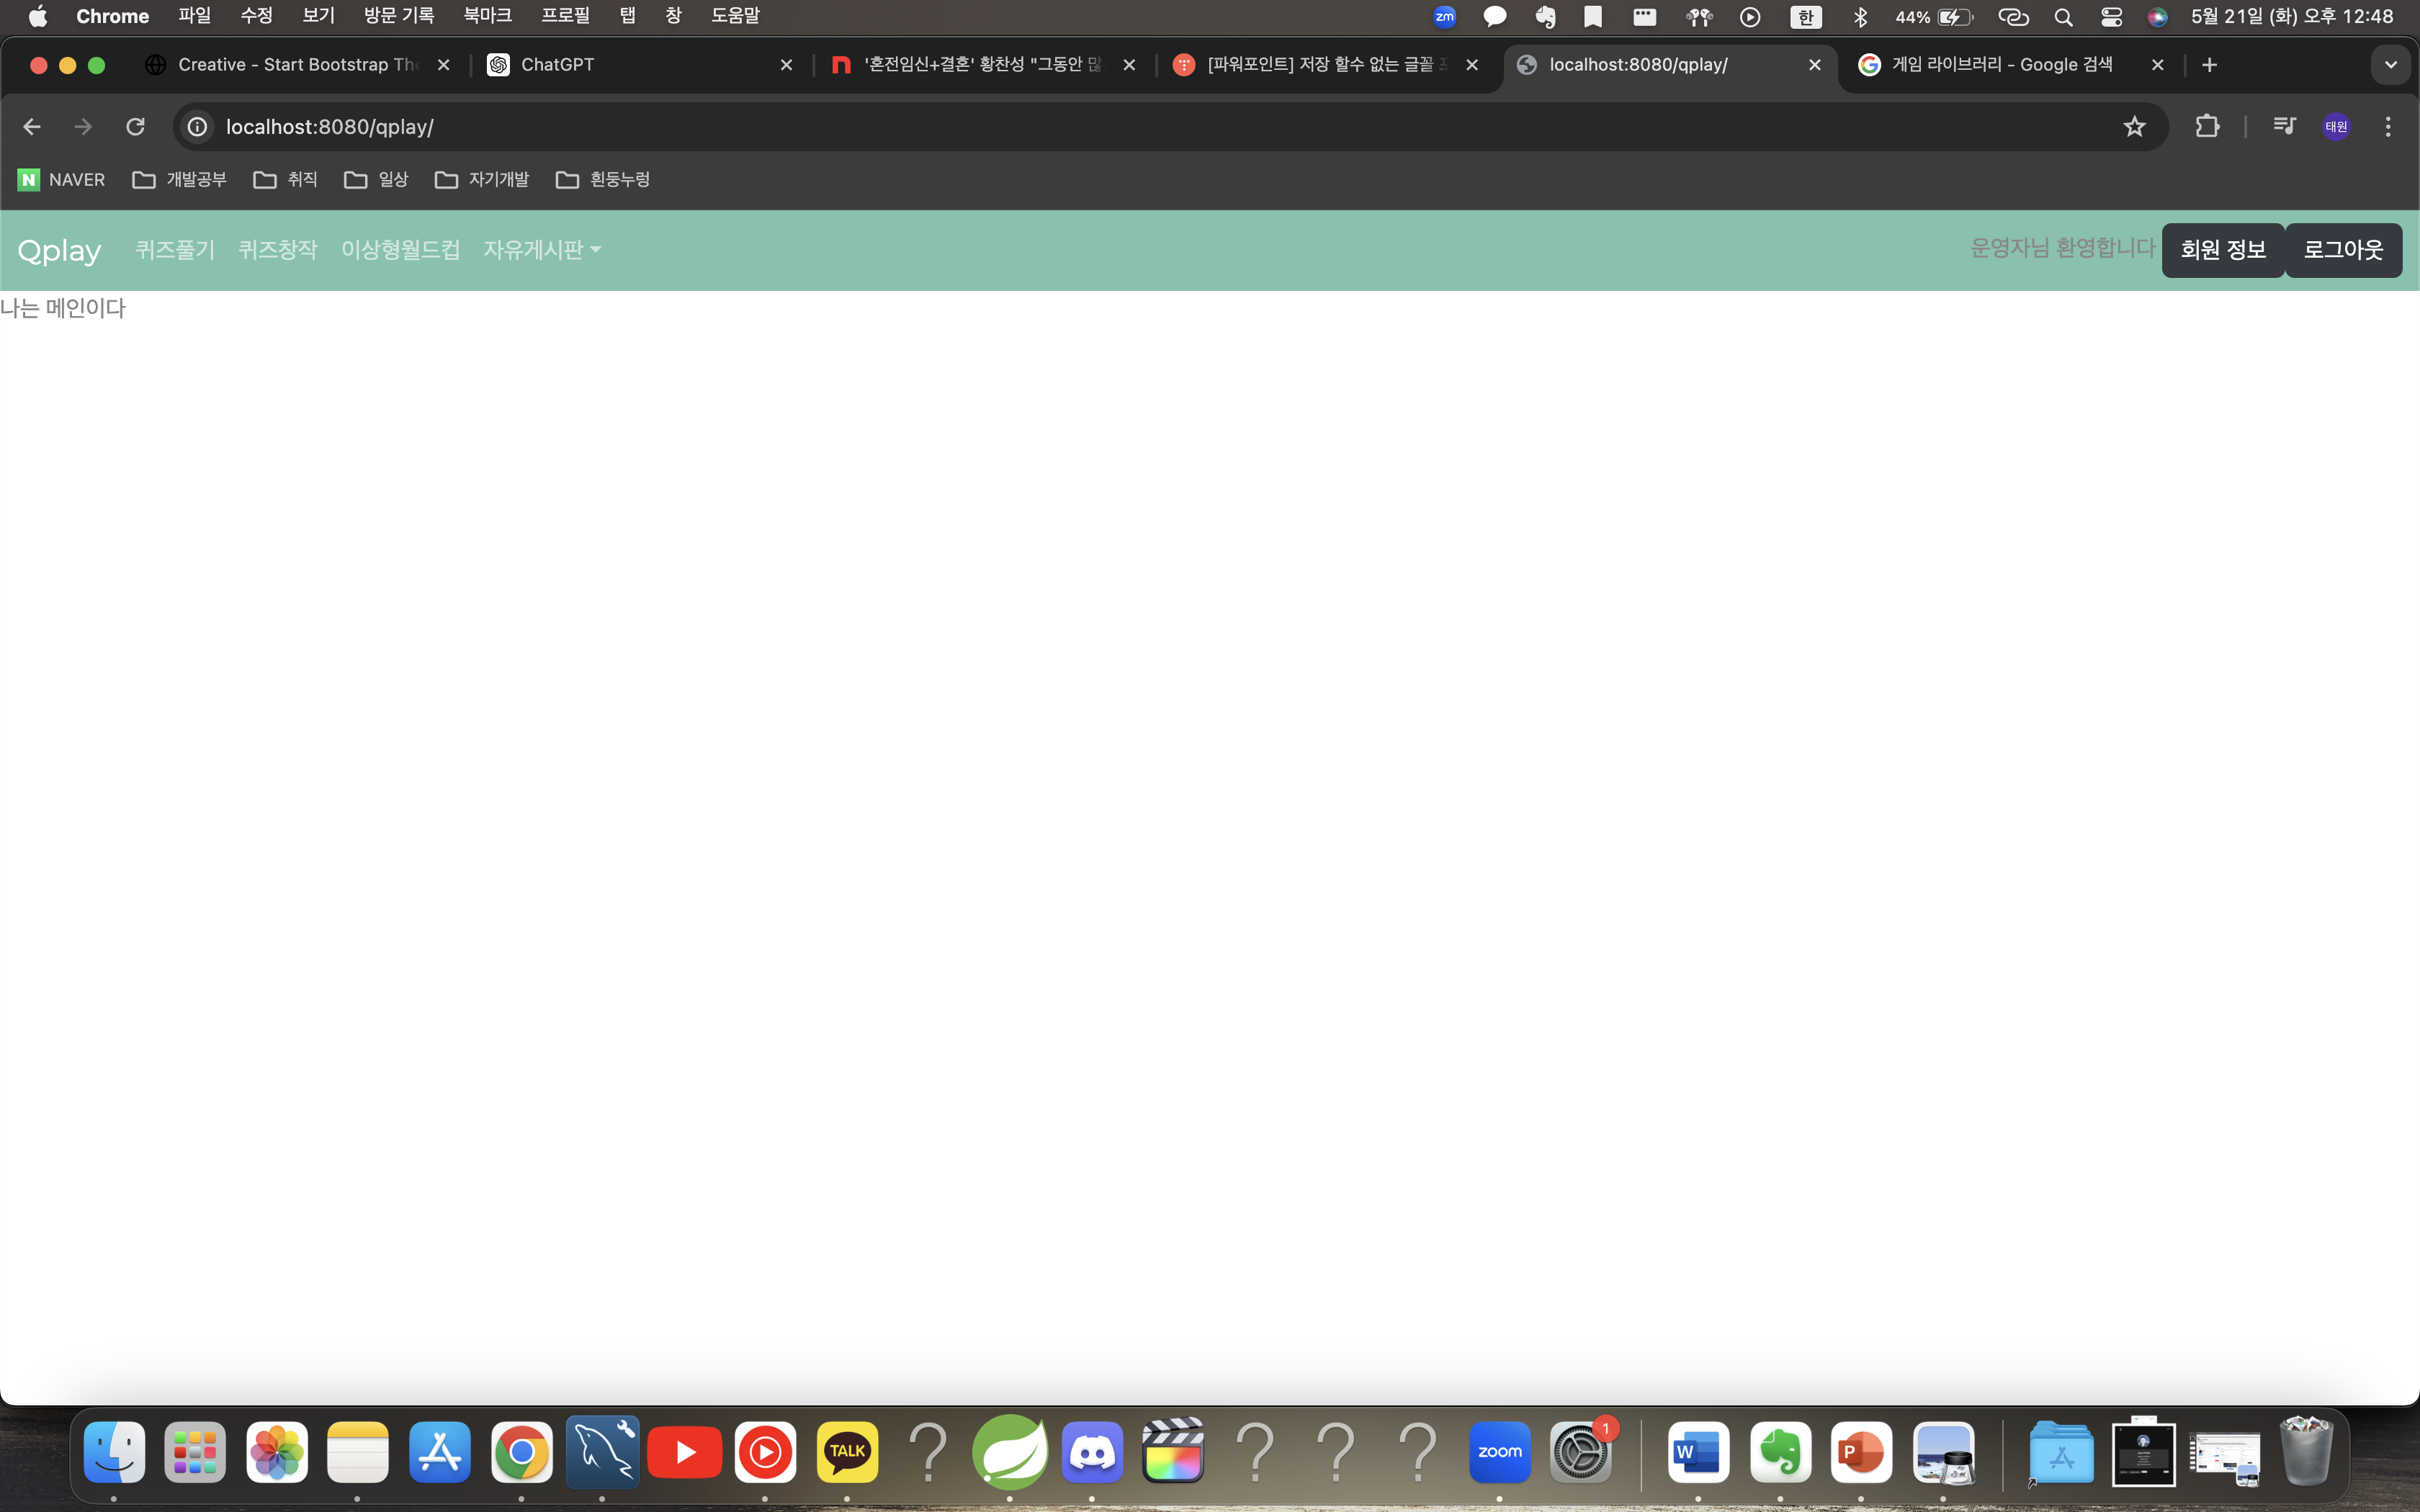 Chrome 파일 수정 보기 방문 기록 북마크 프로필 탭 창 도움말 zm 한 44% 5월 21일 (화) 오후 12:48
Creative - Start Bootstrap The ChatGPT '혼전임신+결혼' 황찬성 "그동안 많 [파워포인트] 저장 할수 없는 글꼴 localhost:8080/qplay/ 게임 라이브러리 - Google 검색
localhost:8080/qplay/ 태원
N NAVER 개발공부 취직 일상 자기개발 흰둥누렁
Qplay 퀴즈풀기 퀴즈창작 이상형월드컵 자유게시판 운영자님 환영합니다 회원 정보 로그아웃
나는 메인이다
TALK zoom 1 W P